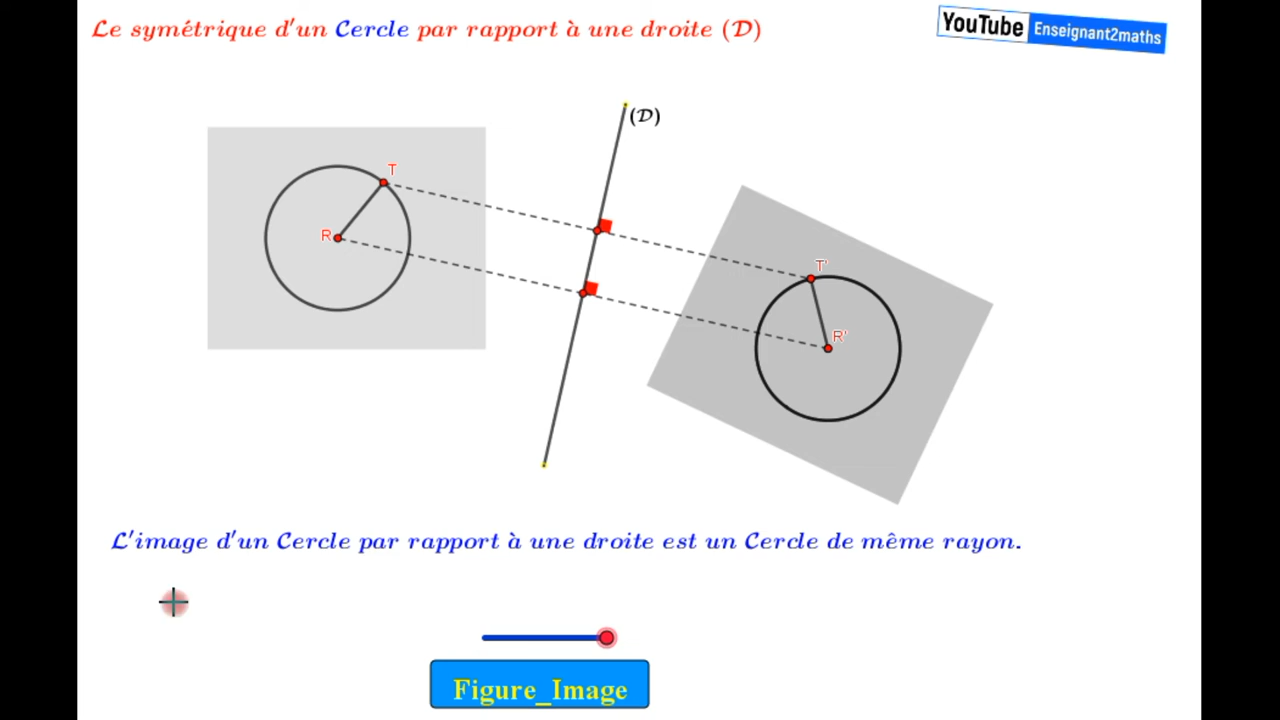 Le symétrique d'un Cercle par rapport à une droite (D)
YouTube Enseignant2maths
(D)
T
R
T'
R'
L'image d'un Cercle par rapport à une droite est un Cercle de même rayon.
Figure_Image